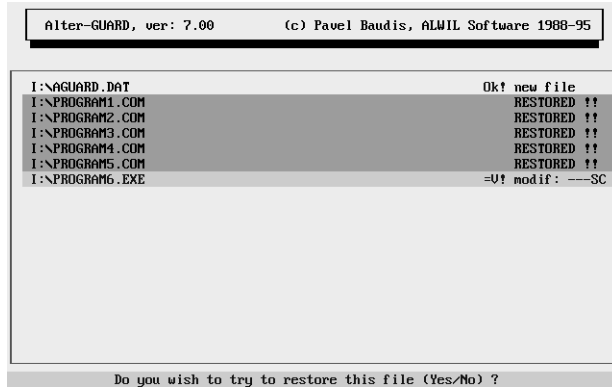 Alter-GUARD, ver: 7.00 (c) Pavel Baudis, ALWIL Software 1988-95
I:\AGUARD.DAT Ok! new file
I:\PROGRAM1.COM RESTORED !!
I:\PROGRAM2.COM RESTORED !!
I:\PROGRAM3.COM RESTORED !!
I:\PROGRAM4.COM RESTORED !!
I:\PROGRAM5.COM RESTORED !!
I:\PROGRAM6.EXE =V! modif: ---SC
Do you wish to try to restore this file (Yes/No) ?